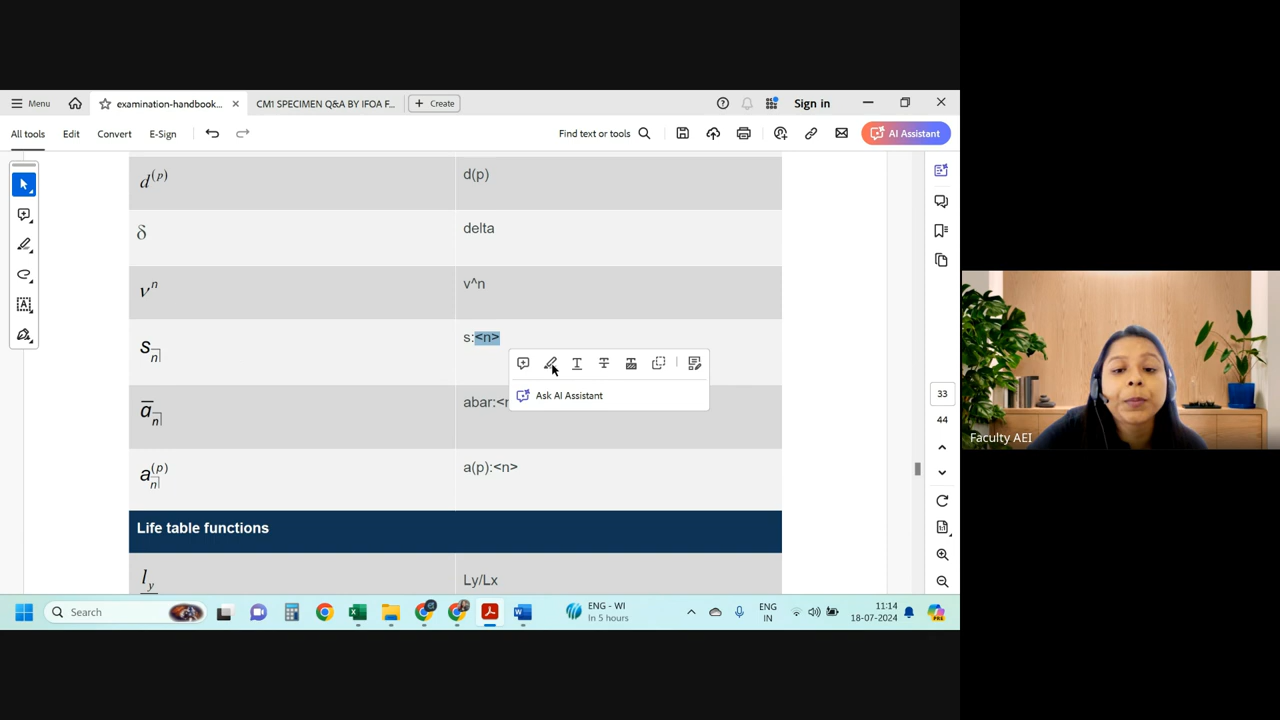 Menu
examination-handbook...
CM1 SPECIMEN Q&A BY IFOA F...
Create
Sign in
All tools
Edit
Convert
E-Sign
Find text or tools
AI Assistant
d^(p) d(p)
δ delta
v^n v^n
s n s:<n>
Ask AI Assistant
ā n abar:<n
a^(p) n a(p):<n>
Life table functions
l_y Ly/Lx
33
44
Faculty AEI
Search
ENG - WI
In 5 hours
ENG
IN
11:14
18-07-2024